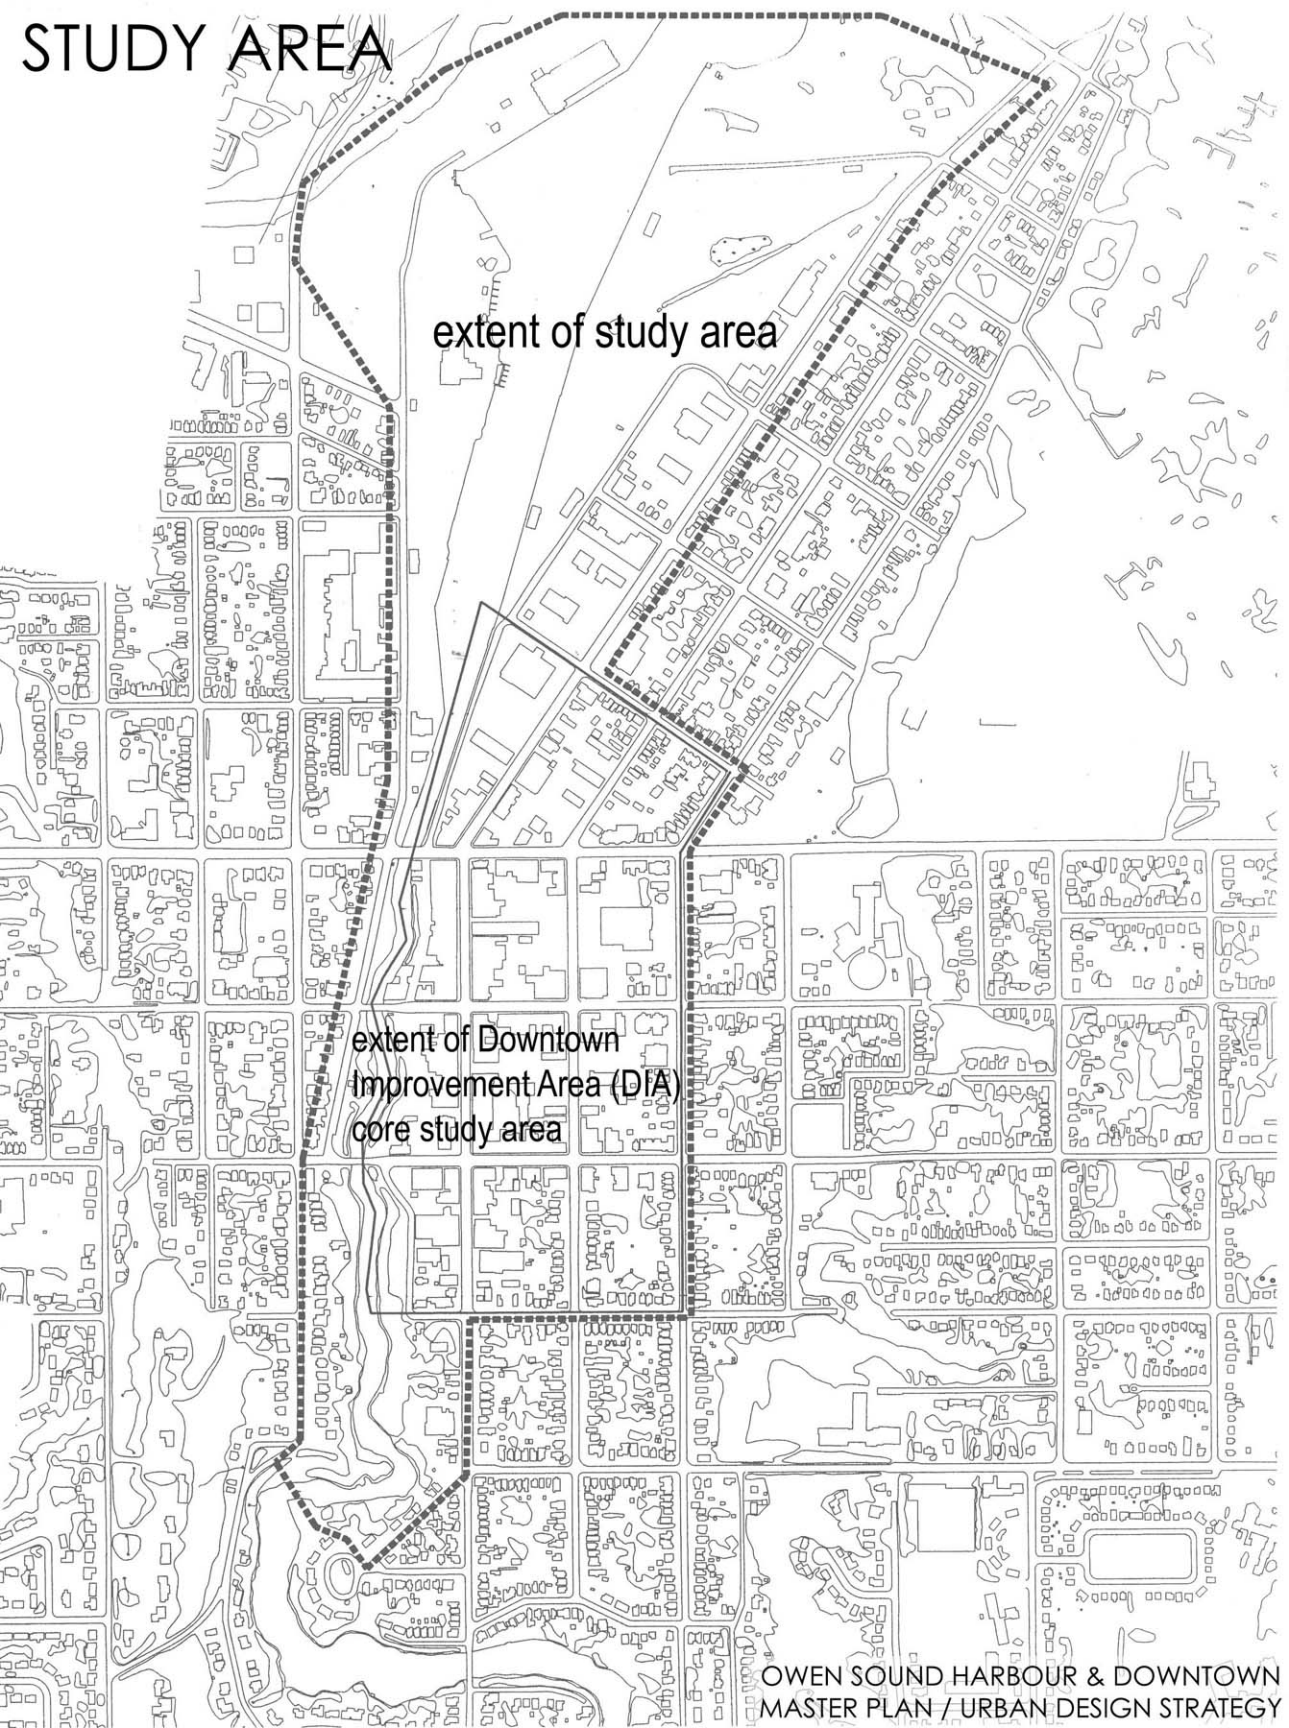 STUDY AREA
extent of study area
extent of Downtown
Improvement Area (DIA)
core study area
OWEN SOUND HARBOUR & DOWNTOWN
MASTER PLAN / URBAN DESIGN STRATEGY